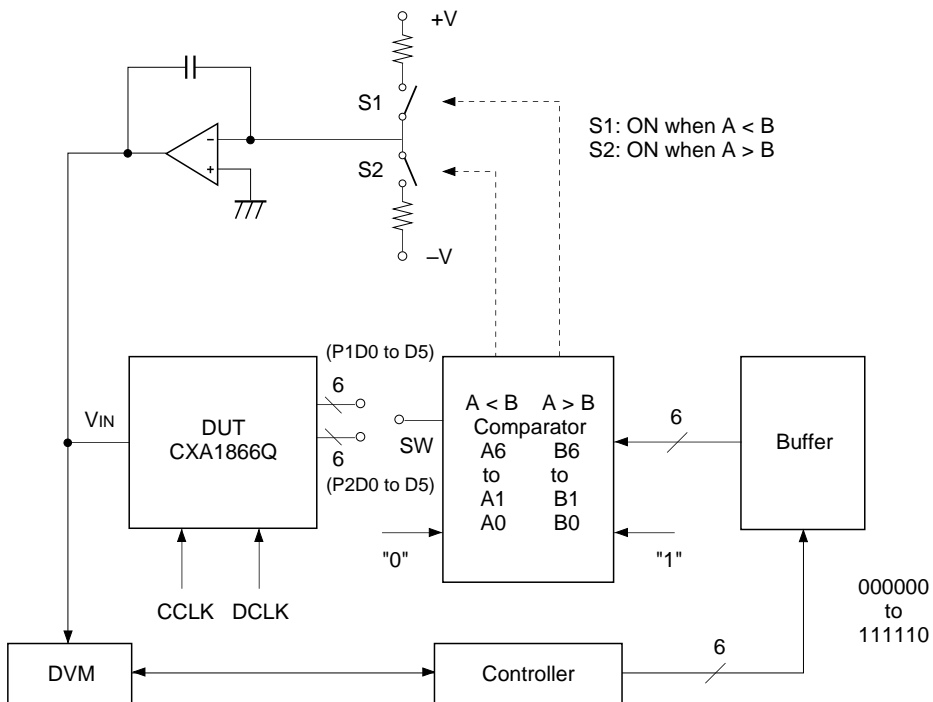 +V
S1
S1: ON when A < B
S2: ON when A > B
−
+
S2
–V
(P1D0 to D5)
6
VIN
DUT
CXA1866Q
6
(P2D0 to D5)
SW
A < B A > B
Comparator
A6 B6
to to
A1 B1
A0 B0
6
Buffer
"0"
"1"
CCLK DCLK
000000
to
111110
DVM
Controller
6